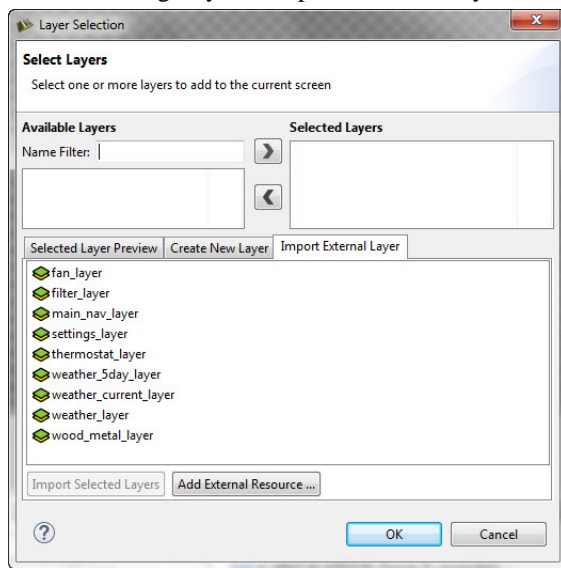 Layer Selection
Select Layers
Select one or more layers to add to the current screen
Available Layers
Selected Layers
Name Filter:
Selected Layer Preview
Create New Layer
Import External Layer
fan_layer
filter_layer
main_nav_layer
settings_layer
thermostat_layer
weather_5day_layer
weather_current_layer
weather_layer
wood_metal_layer
Import Selected Layers
Add External Resource ...
OK
Cancel